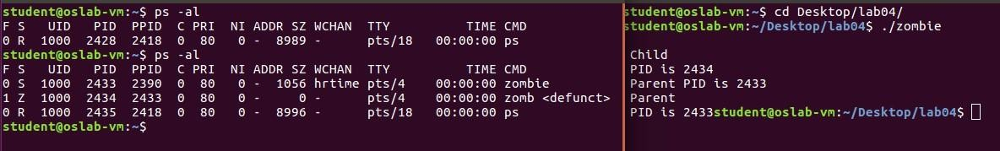 student@oslab-vm:~$ ps -al
F S   UID   PID  PPID  C PRI  NI ADDR SZ WCHAN  TTY          TIME CMD
0 R  1000  2428  2418  0  80   0 -  8989 -      pts/18   00:00:00 ps
student@oslab-vm:~$ ps -al
F S   UID   PID  PPID  C PRI  NI ADDR SZ WCHAN  TTY          TIME CMD
0 S  1000  2433  2390  0  80   0 -  1056 hrtime pts/4    00:00:00 zombie
1 Z  1000  2434  2433  0  80   0 -     0 -      pts/4    00:00:00 zomb <defunct>
0 R  1000  2435  2418  0  80   0 -  8996 -      pts/18   00:00:00 ps
student@oslab-vm:~$
student@oslab-vm:~$ cd Desktop/lab04/
student@oslab-vm:~/Desktop/lab04$ ./zombie
Child
PID is 2434
Parent PID is 2433
Parent
PID is 2433student@oslab-vm:~/Desktop/lab04$